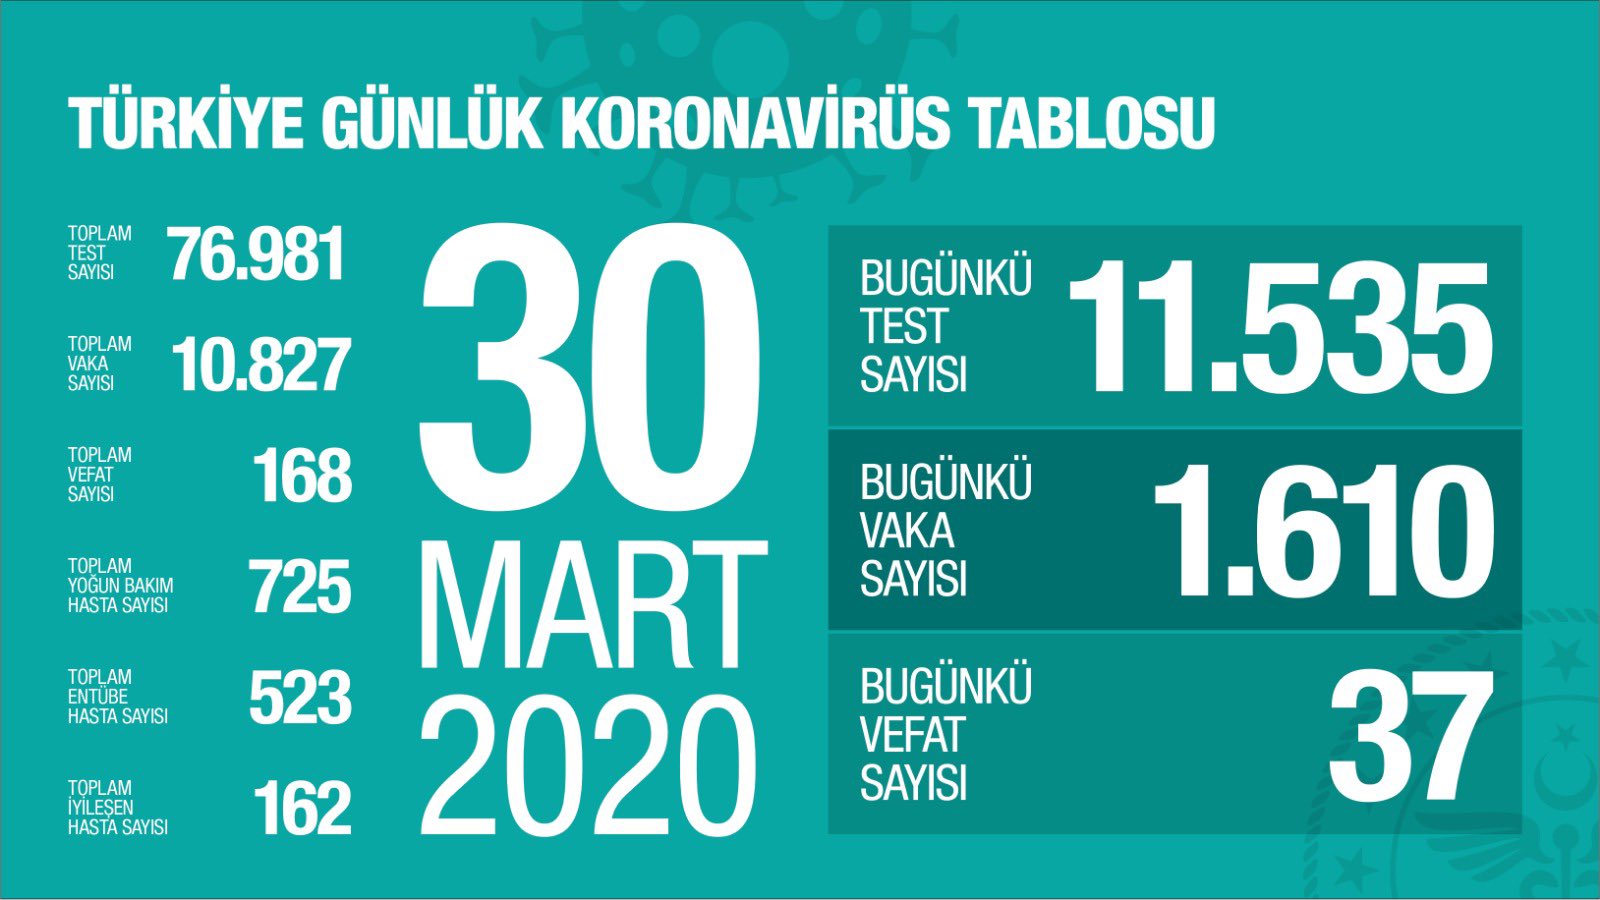 TÜRKİYE GÜNLÜK KORONAVİRÜS TABLOSU
TOPLAM
TEST
SAYISI
76.981
TOPLAM
VAKA
SAYISI
10.827
TOPLAM
VEFAT
SAYISI
168
TOPLAM
YOĞUN BAKIM
HASTA SAYISI
725
TOPLAM
ENTÜBE
HASTA SAYISI
523
TOPLAM
İYİLEŞEN
HASTA SAYISI
162
30
MART
2020
BUGÜNKÜ
TEST
SAYISI
11.535
BUGÜNKÜ
VAKA
SAYISI
1.610
BUGÜNKÜ
VEFAT
SAYISI
37